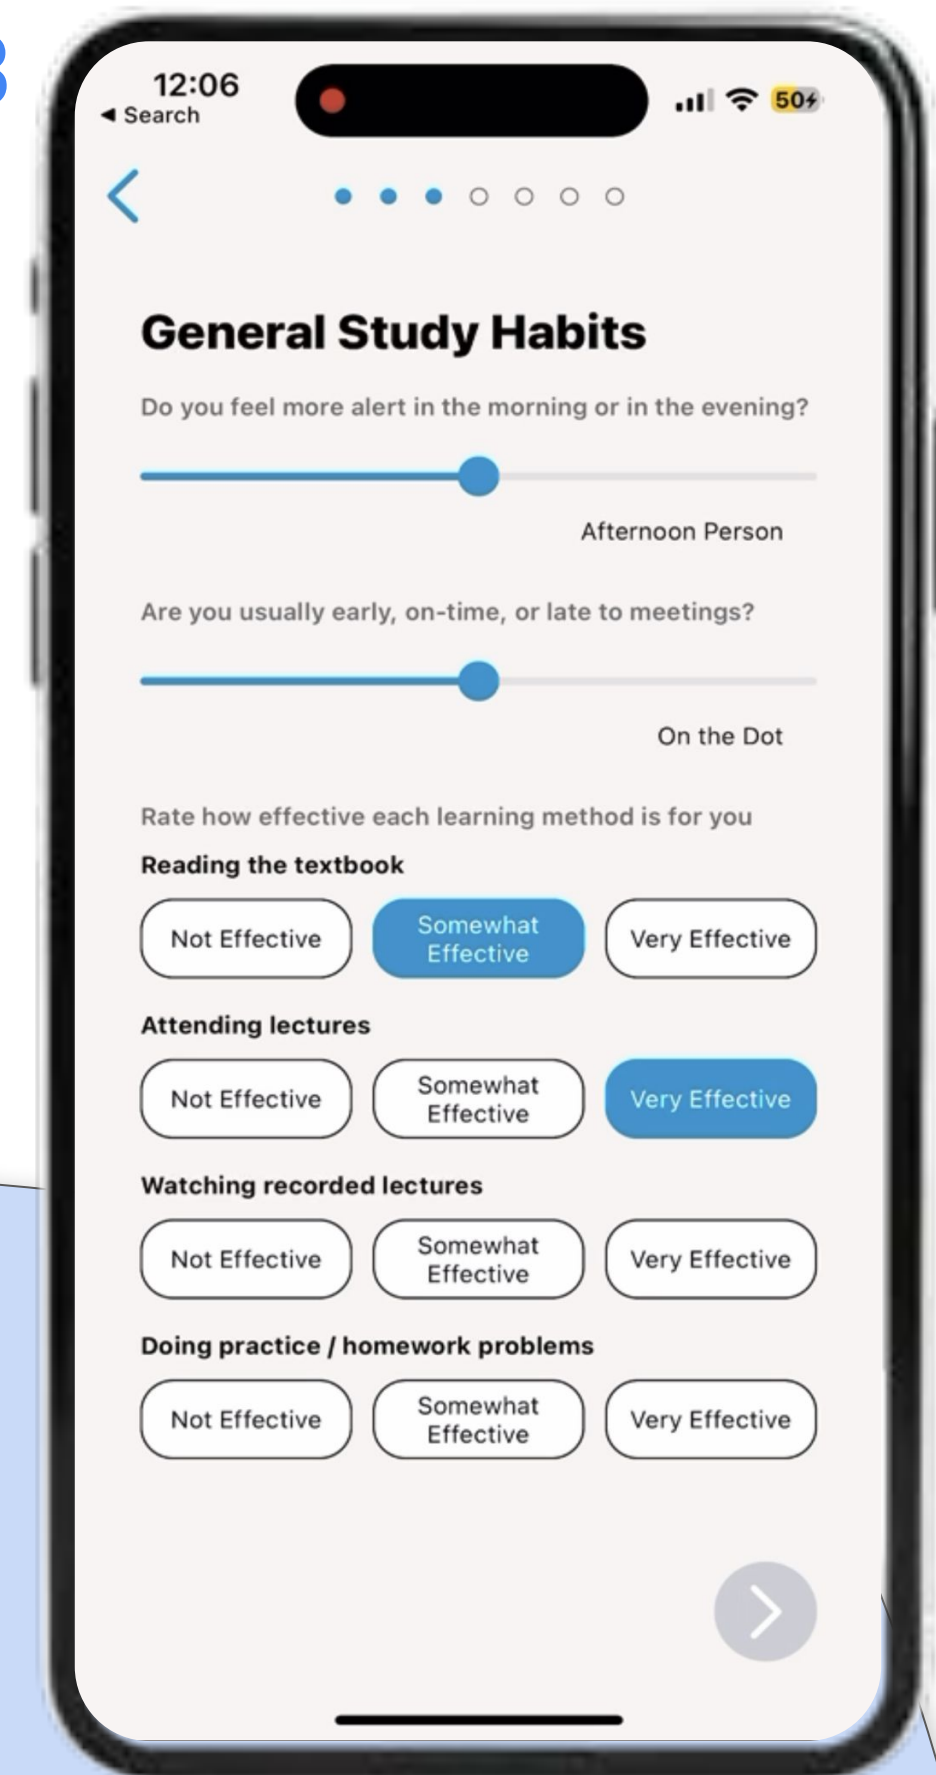 12:06
◀ Search
50
General Study Habits
Do you feel more alert in the morning or in the evening?
Afternoon Person
Are you usually early, on-time, or late to meetings?
On the Dot
Rate how effective each learning method is for you
Reading the textbook
Not Effective
Somewhat
Effective
Very Effective
Attending lectures
Not Effective
Somewhat
Effective
Very Effective
Watching recorded lectures
Not Effective
Somewhat
Effective
Very Effective
Doing practice / homework problems
Not Effective
Somewhat
Effective
Very Effective